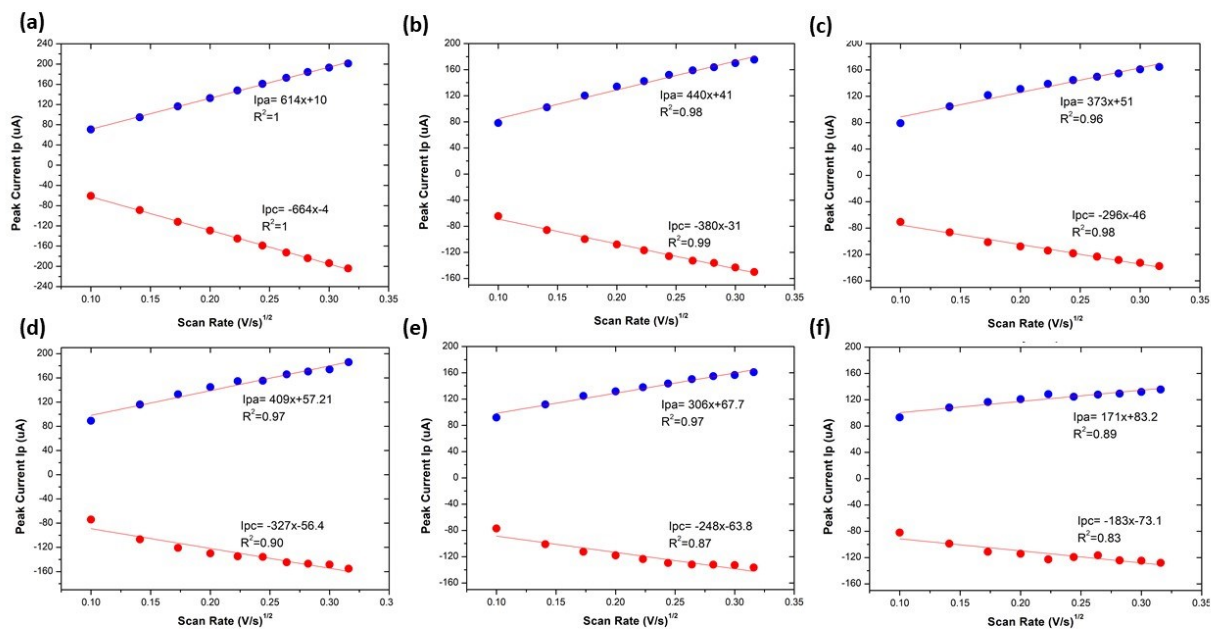 (a)
Peak Current Ip (uA)
240
200
160
120
80
40
0
-40
-80
-120
-160
-200
-240
Ipa= 614x+10
R²=1
Ipc= -664x-4
R²=1
0.10 0.15 0.20 0.25 0.30 0.35
Scan Rate (V/s)^1/2
(b)
Peak Current Ip (uA)
200
160
120
80
40
0
-40
-80
-120
-160
Ipa= 440x+41
R²=0.98
Ipc= -380x-31
R²=0.99
0.10 0.15 0.20 0.25 0.30 0.35
Scan Rate (V/s)^1/2
(c)
Peak Current Ip (uA)
160
120
80
40
0
-40
-80
-120
-160
Ipa= 373x+51
R²=0.96
Ipc= -296x-46
R²=0.98
0.10 0.15 0.20 0.25 0.30 0.35
Scan Rate (V/s)^1/2
(d)
Peak Current Ip (uA)
200
160
120
80
40
0
-40
-80
-120
-160
Ipa= 409x+57.21
R²=0.97
Ipc= -327x-56.4
R²=0.90
0.10 0.15 0.20 0.25 0.30 0.3
Scan Rate (V/s)^1/2
(e)
Peak Current Ip (uA)
200
160
120
80
40
0
-40
-80
-120
-160
Ipa= 306x+67.7
R²=0.97
Ipc= -248x-63.8
R²=0.87
0.10 0.15 0.20 0.25 0.30 0.35
Scan Rate (V/s)^1/2
(f)
Peak Current Ip (uA)
200
160
120
80
40
0
-40
-80
-120
-160
Ipa= 171x+83.2
R²=0.89
Ipc= -183x-73.1
R²=0.83
0.10 0.15 0.20 0.25 0.30 0.35
Scan Rate (V/s)^1/2